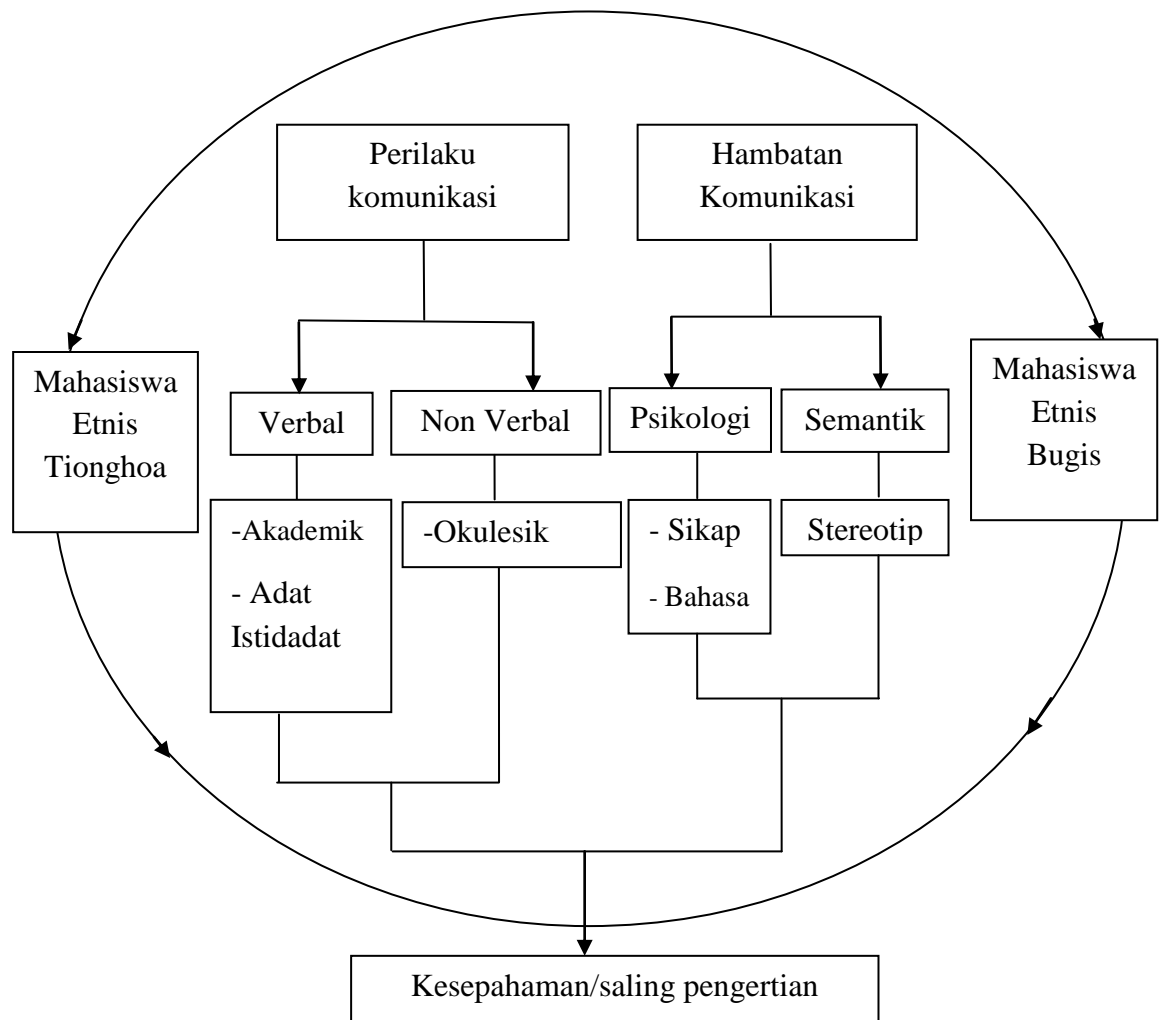 Perilaku
komunikasi
Hambatan
Komunikasi
Mahasiswa
Etnis
Tionghoa
Mahasiswa
Etnis
Bugis
Verbal
Non Verbal
Psikologi
Semantik
-Akademik
- Adat
Istidadat
-Okulesik
- Sikap
- Bahasa
Stereotip
Kesepahaman/saling pengertian